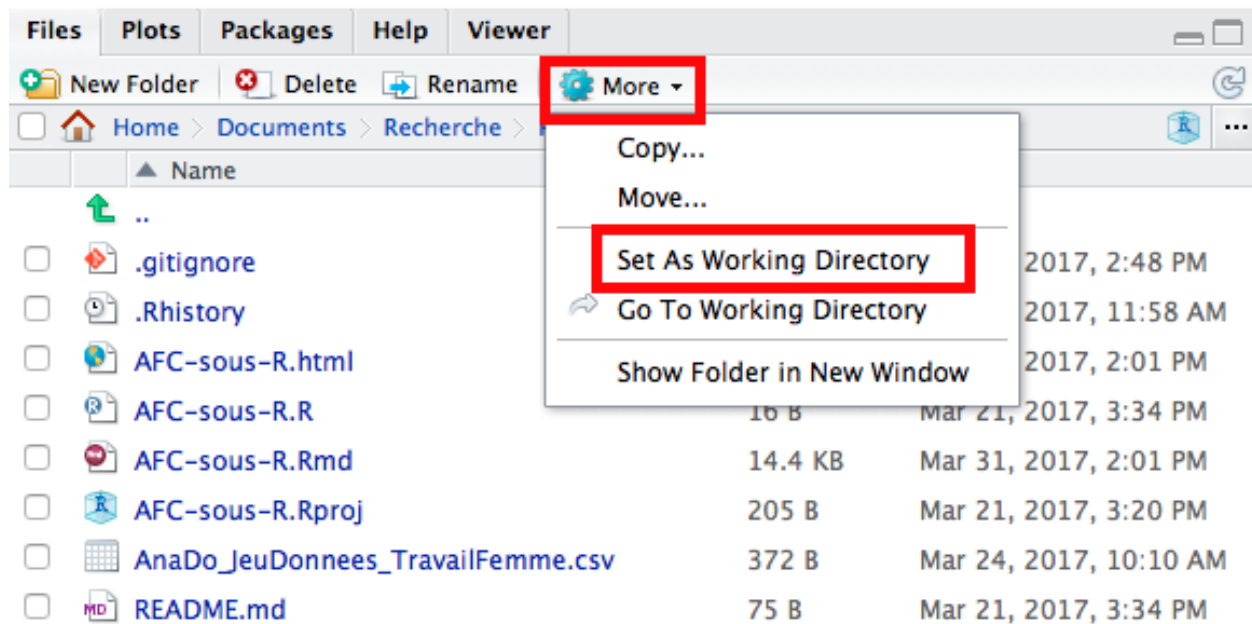 Files Plots Packages Help Viewer
New Folder Delete Rename More
Home > Documents > Recherche >
Name
Copy...
Move...
Set As Working Directory
Go To Working Directory
Show Folder in New Window
..
.gitignore 2017, 2:48 PM
.Rhistory 2017, 11:58 AM
AFC-sous-R.html 2017, 2:01 PM
AFC-sous-R.R 16 B Mar 21, 2017, 3:34 PM
AFC-sous-R.Rmd 14.4 KB Mar 31, 2017, 2:01 PM
AFC-sous-R.Rproj 205 B Mar 21, 2017, 3:20 PM
AnaDo_JeuDonnees_TravailFemme.csv 372 B Mar 24, 2017, 10:10 AM
README.md 75 B Mar 21, 2017, 3:34 PM